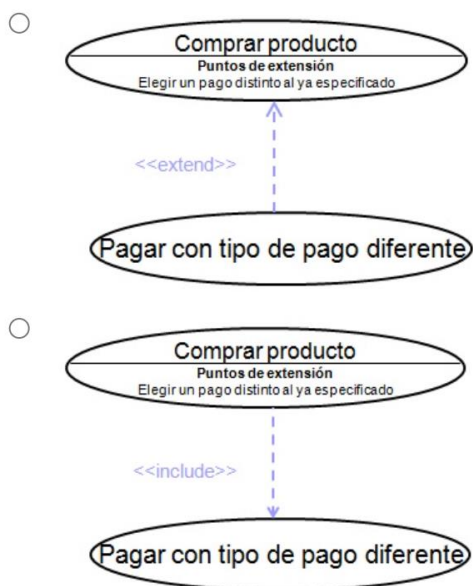 Comprar producto
Puntos de extensión
Elegir un pago distinto al ya especificado
<<extend>>
Pagar con tipo de pago diferente
Comprar producto
Puntos de extensión
Elegir un pago distinto al ya especificado
<<include>>
Pagar con tipo de pago diferente